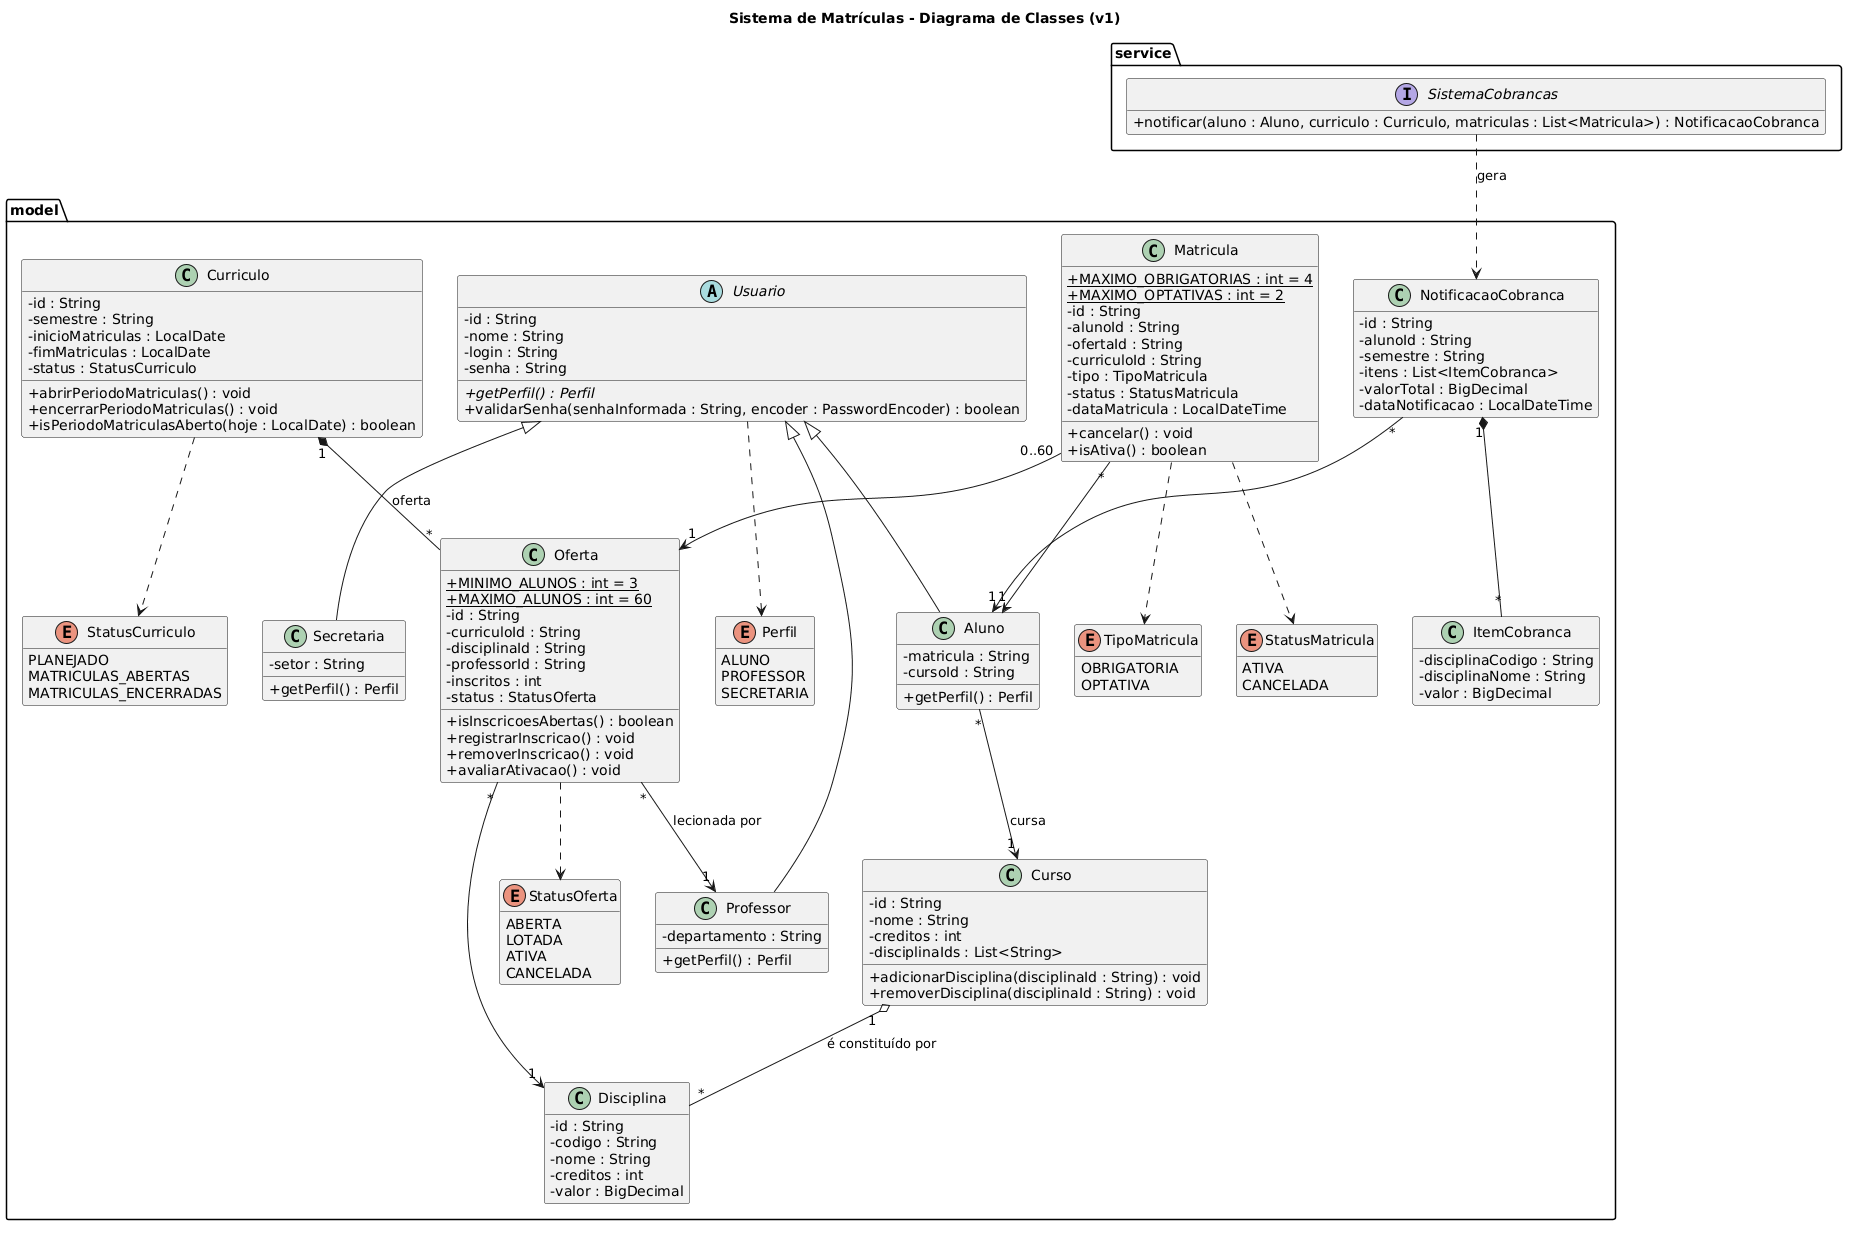 Sistema de Matrículas - Diagrama de Classes (v1)
service
I SistemaCobrancas
+notificar(aluno : Aluno, curriculo : Curriculo, matriculas : List<Matricula>) : NotificacaoCobranca
gera
model
C Curriculo
-id : String
-semestre : String
-inicioMatriculas : LocalDate
-fimMatriculas : LocalDate
-status : StatusCurriculo
+abrirPeriodoMatriculas() : void
+encerrarPeriodoMatriculas() : void
+isPeriodoMatriculasAberto(hoje : LocalDate) : boolean
A Usuario
-id : String
-nome : String
-login : String
-senha : String
+getPerfil() : Perfil
+validarSenha(senhaInformada : String, encoder : PasswordEncoder) : boolean
C Matricula
+MAXIMO_OBRIGATORIAS : int = 4
+MAXIMO_OPTATIVAS : int = 2
-id : String
-alunoId : String
-ofertaId : String
-curriculoId : String
-tipo : TipoMatricula
-status : StatusMatricula
-dataMatricula : LocalDateTime
+cancelar() : void
+isAtiva() : boolean
C NotificacaoCobranca
-id : String
-alunoId : String
-semestre : String
-itens : List<ItemCobranca>
-valorTotal : BigDecimal
-dataNotificacao : LocalDateTime
1
0..60
*
*
1
oferta
*
1
1
1
*
E StatusCurriculo
PLANEJADO
MATRICULAS_ABERTAS
MATRICULAS_ENCERRADAS
C Secretaria
-setor : String
+getPerfil() : Perfil
C Oferta
+MINIMO_ALUNOS : int = 3
+MAXIMO_ALUNOS : int = 60
-id : String
-curriculoId : String
-disciplinaId : String
-professorId : String
-inscritos : int
-status : StatusOferta
+isInscricoesAbertas() : boolean
+registrarInscricao() : void
+removerInscricao() : void
+avaliarAtivacao() : void
E Perfil
ALUNO
PROFESSOR
SECRETARIA
C Aluno
-matricula : String
-cursoId : String
+getPerfil() : Perfil
E TipoMatricula
OBRIGATORIA
OPTATIVA
E StatusMatricula
ATIVA
CANCELADA
C ItemCobranca
-disciplinaCodigo : String
-disciplinaNome : String
-valor : BigDecimal
*
*
*
lecionada por
cursa
1
1
E StatusOferta
ABERTA
LOTADA
ATIVA
CANCELADA
C Professor
-departamento : String
+getPerfil() : Perfil
C Curso
-id : String
-nome : String
-creditos : int
-disciplinaIds : List<String>
+adicionarDisciplina(disciplinaId : String) : void
+removerDisciplina(disciplinaId : String) : void
1
é constituído por
1
*
C Disciplina
-id : String
-codigo : String
-nome : String
-creditos : int
-valor : BigDecimal